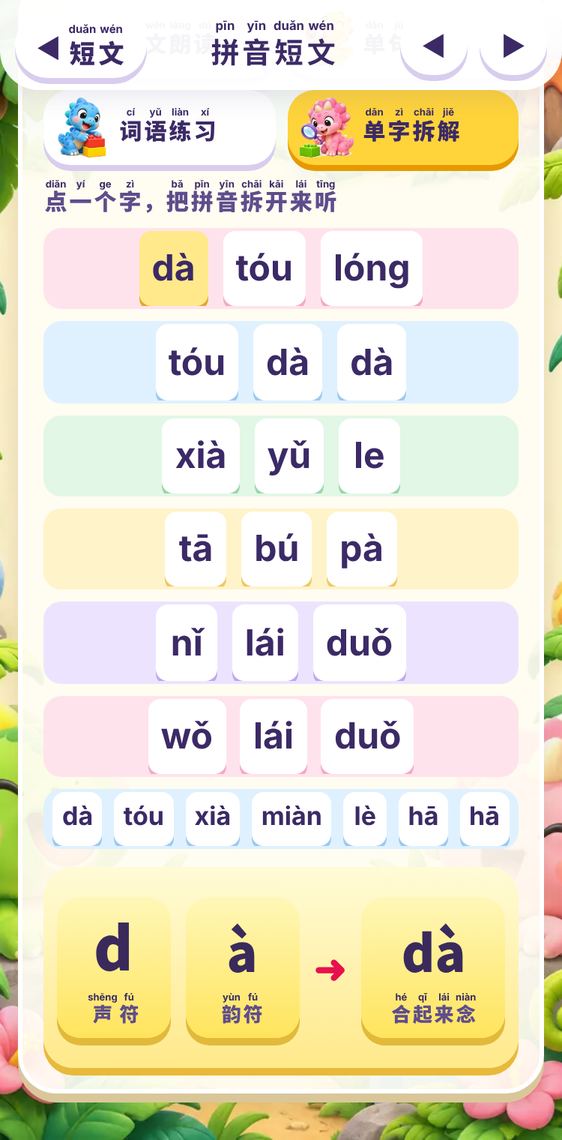 duǎn wén
◀ 短文
pīn yīn duǎn wén
拼音短文
◀ ▶
cí yǔ liàn xí
词语练习
dān zì chāi jiě
单字拆解
diǎn yí ge zì bǎ pīn yīn chāi kāi lái tīng
点一个字，把拼音拆开来听
dà tóu lóng
tóu dà dà
xià yǔ le
tā bú pà
nǐ lái duǒ
wǒ lái duǒ
dà tóu xià miàn lè hā hā
d à → dà
shēng fú yùn fú hé qǐ lái niàn
声符 韵符 合起来念